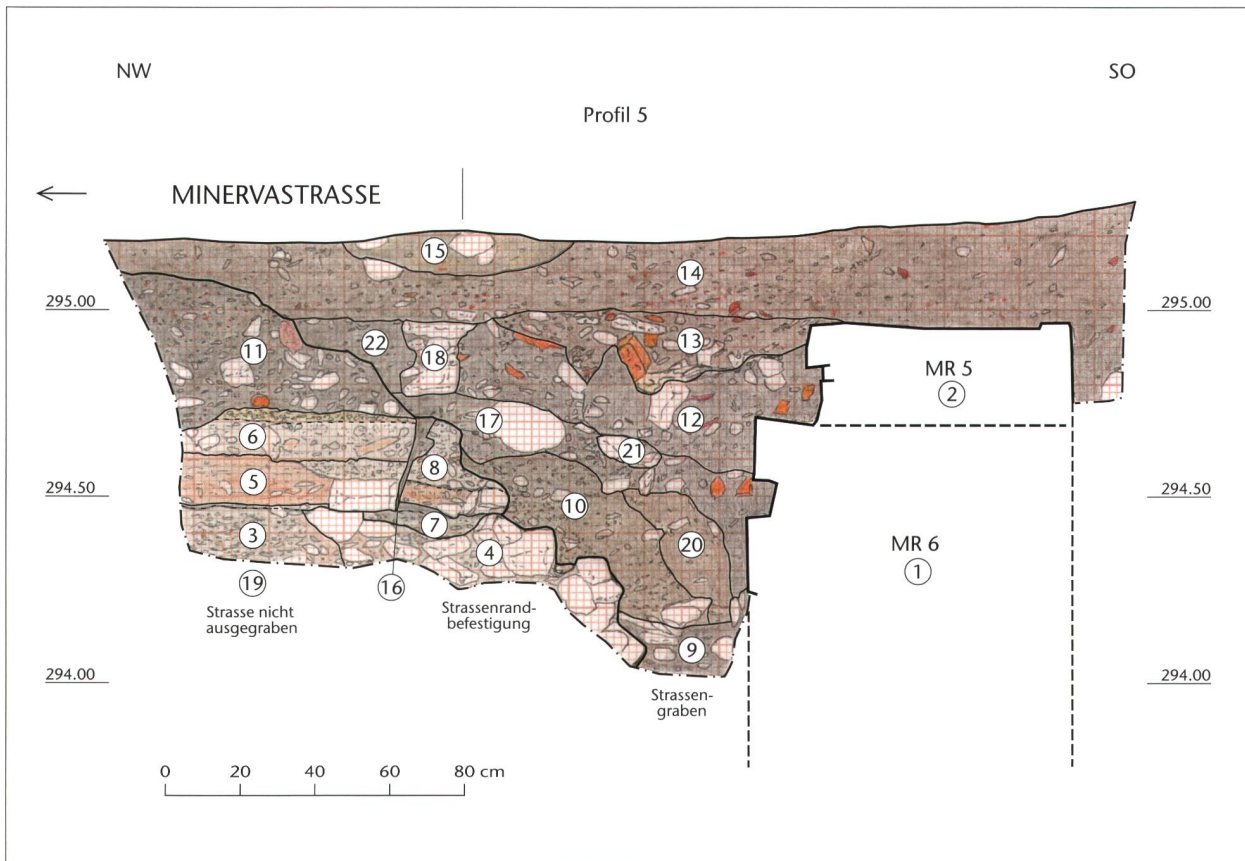 NW
SO
Profil 5
MINERVASTRASSE
15
14
295.00
295.00
11
22
18
13
MR 5
2
12
17
6
21
8
5
294.50
294.50
10
7
3
4
20
MR 6
1
19
16
Strasse nicht
ausgegraben
Strassenrand-
befestigung
9
294.00
294.00
Strassen-
graben
0 20 40 60 80 cm